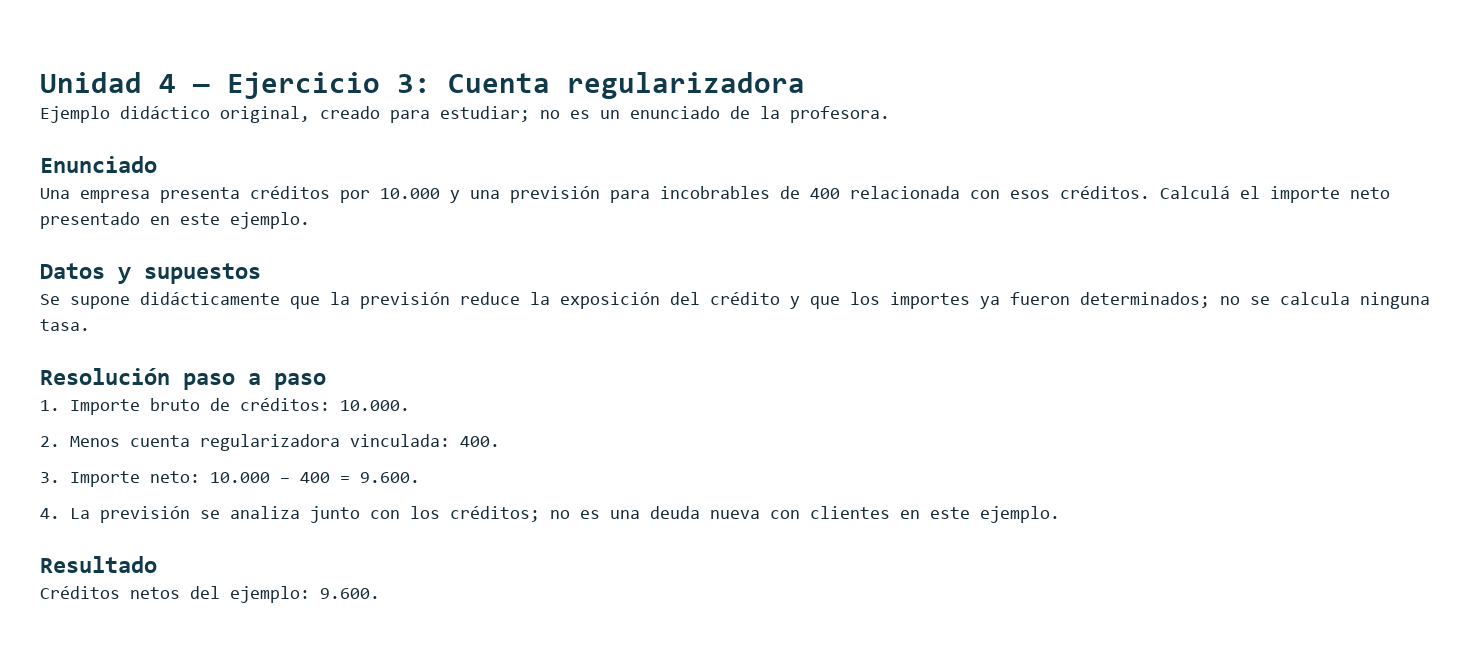 Unidad 4 — Ejercicio 3: Cuenta regularizadora
Ejemplo didáctico original, creado para estudiar; no es un enunciado de la profesora.
Enunciado
Una empresa presenta créditos por 10.000 y una previsión para incobrables de 400 relacionada con esos créditos. Calculá el importe neto
presentado en este ejemplo.
Datos y supuestos
Se supone didácticamente que la previsión reduce la exposición del crédito y que los importes ya fueron determinados; no se calcula ninguna
tasa.
Resolución paso a paso
1. Importe bruto de créditos: 10.000.
2. Menos cuenta regularizadora vinculada: 400.
3. Importe neto: 10.000 − 400 = 9.600.
4. La previsión se analiza junto con los créditos; no es una deuda nueva con clientes en este ejemplo.
Resultado
Créditos netos del ejemplo: 9.600.